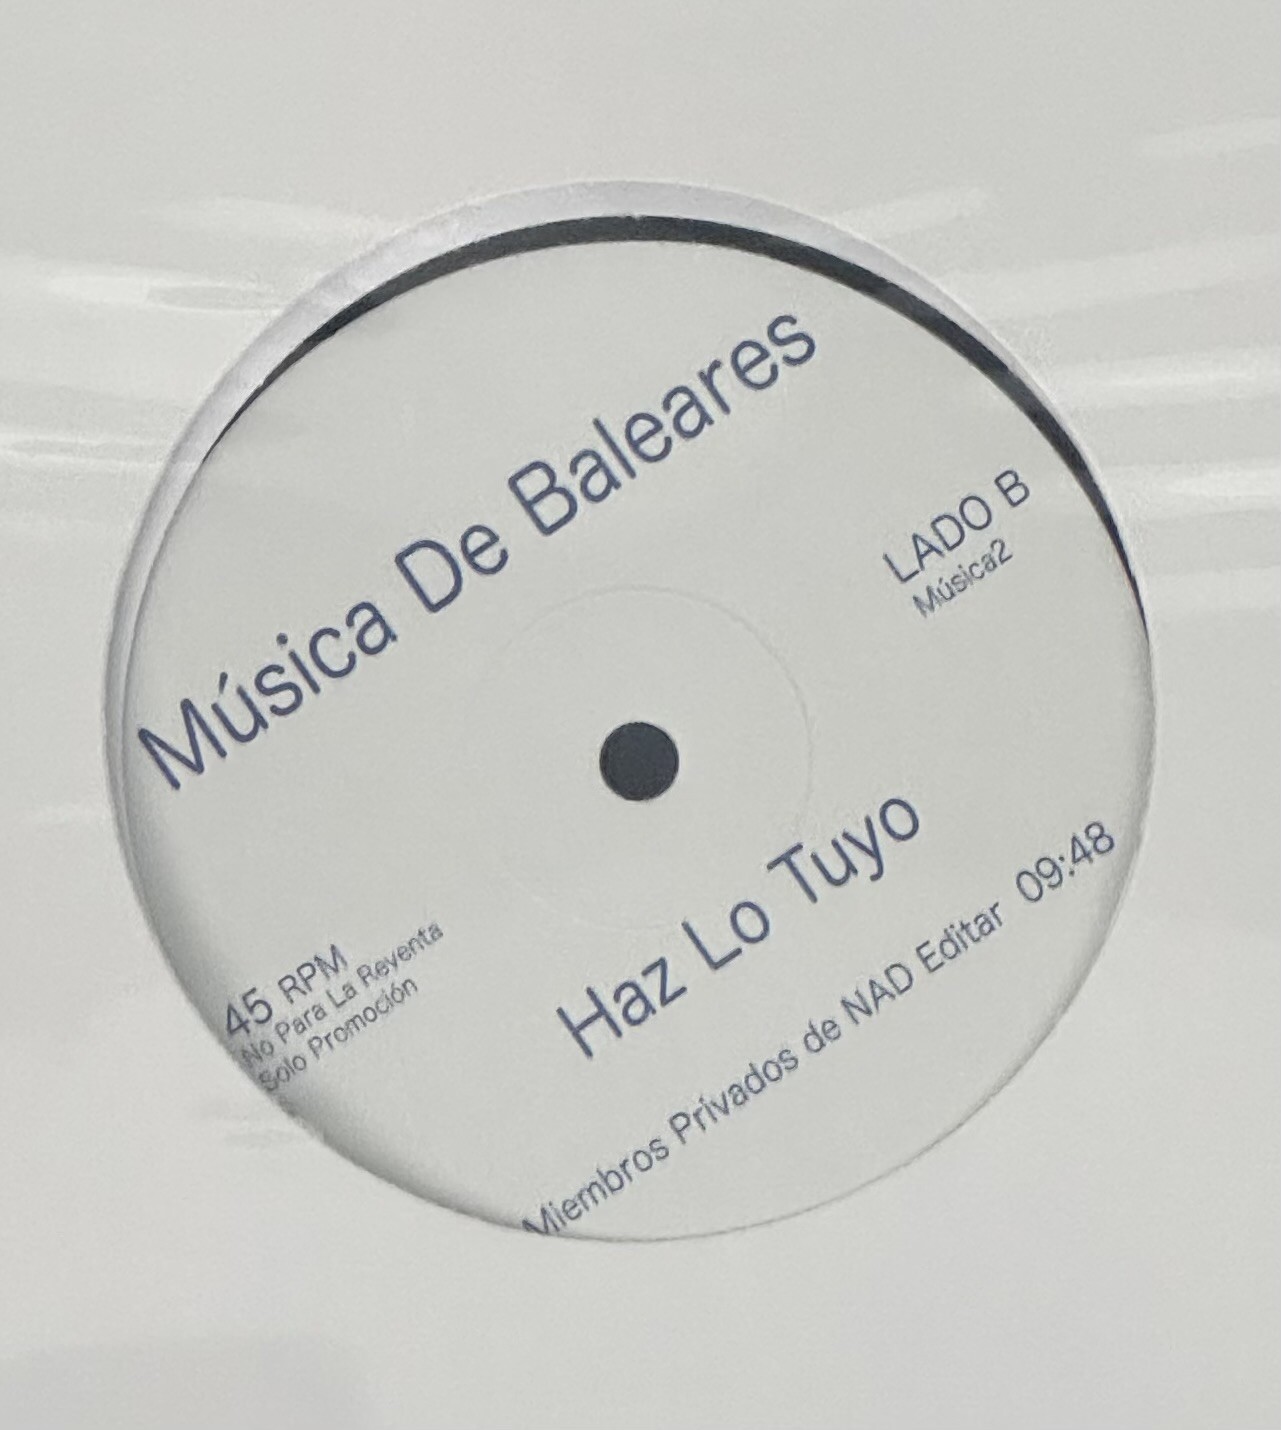 Música De Baleares
LADO B
Música2
45 RPM
No Para La Reventa
Solo Promoción
Haz Lo Tuyo
Miembros Privados de NAD Editar 09:48